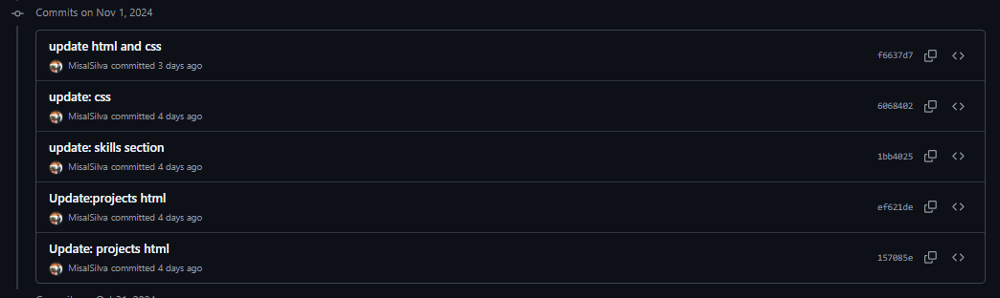 Commits on Nov 1, 2024
update html and css
MisalSilva committed 3 days ago
f6637d7
update: css
MisalSilva committed 4 days ago
6068402
update: skills section
MisalSilva committed 4 days ago
1bb4025
Update:projects html
MisalSilva committed 4 days ago
ef621de
Update: projects html
MisalSilva committed 4 days ago
157085e